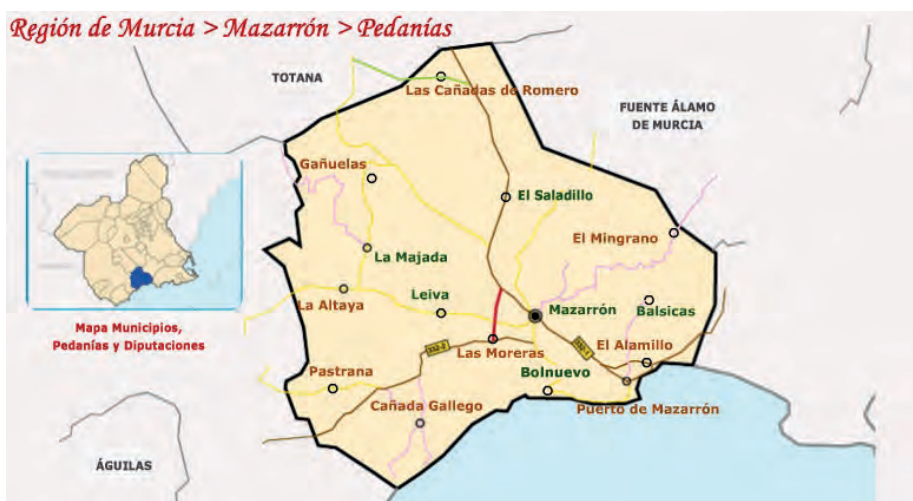 Región de Murcia > Mazarrón > Pedanías
TOTANA
Las Cañadas de Romero
FUENTE ÁLAMO
DE MURCIA
Gañuelas
El Saladillo
El Mingrano
La Majada
La Altaya
Leiva
Mazarrón
Balsicas
Mapa Municipios,
Pedanías y Diputaciones
332-2
Las Moreras
El Alamillo
Pastrana
Bolnuevo
Cañada Gallego
Puerto de Mazarrón
ÁGUILAS